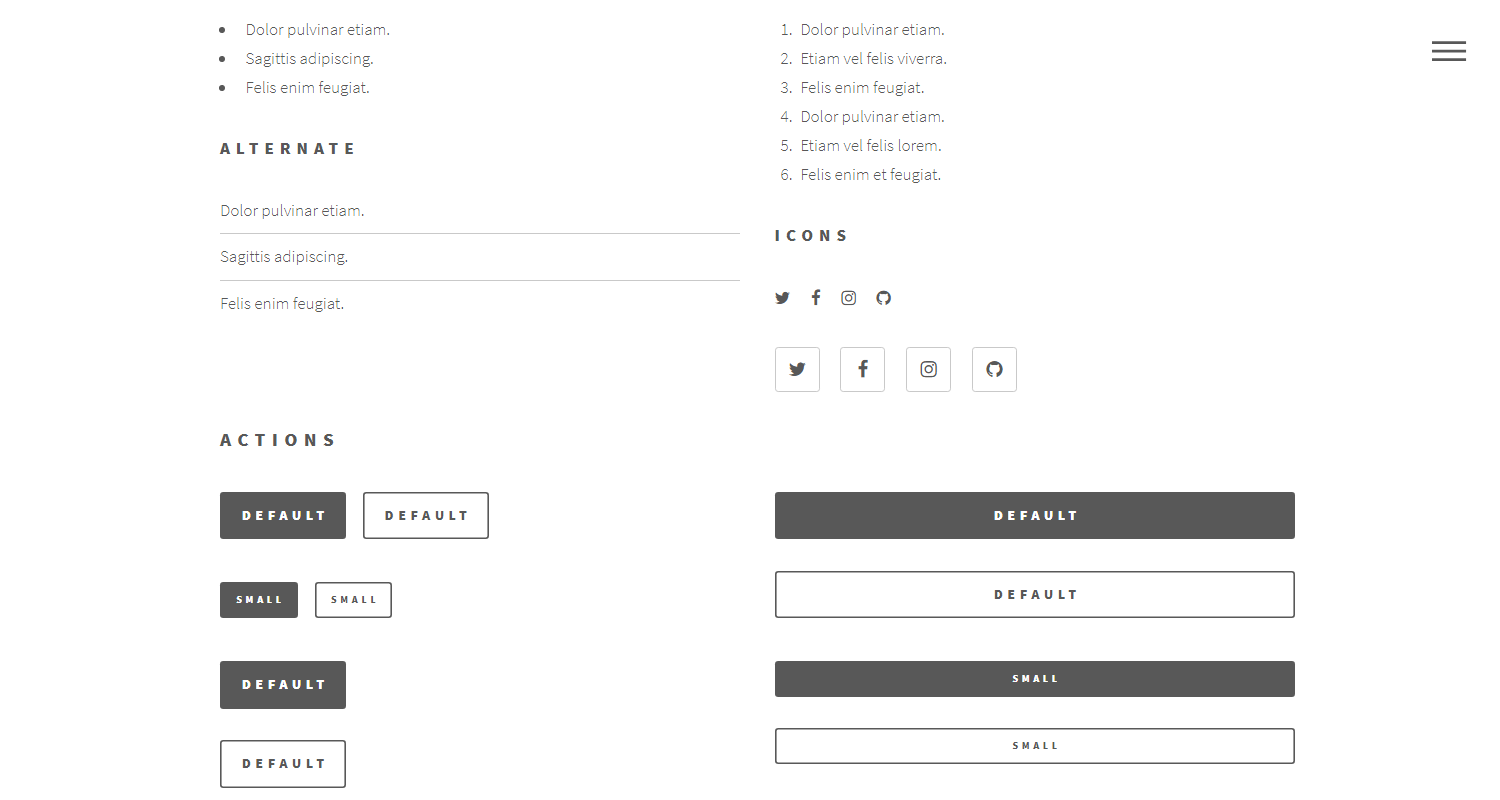 Dolor pulvinar etiam.
Sagittis adipiscing.
Felis enim feugiat.
ALTERNATE
Dolor pulvinar etiam.
Sagittis adipiscing.
Felis enim feugiat.
1. Dolor pulvinar etiam.
2. Etiam vel felis viverra.
3. Felis enim feugiat.
4. Dolor pulvinar etiam.
5. Etiam vel felis lorem.
6. Felis enim et feugiat.
ICONS
ACTIONS
DEFAULT DEFAULT
SMALL SMALL
DEFAULT
DEFAULT
DEFAULT
DEFAULT
SMALL
SMALL